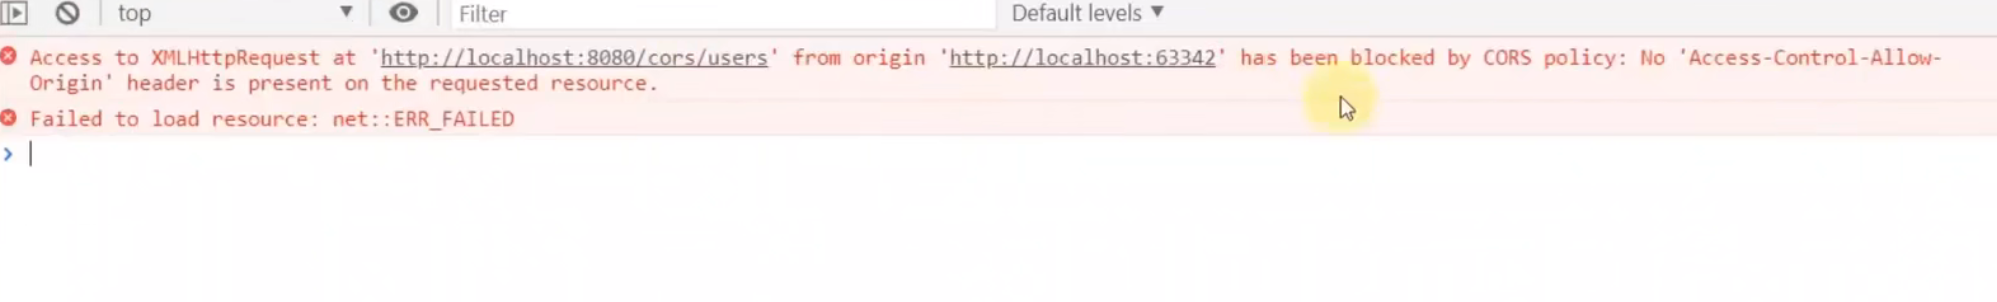 top Filter Default levels
Access to XMLHttpRequest at 'http://localhost:8080/cors/users' from origin 'http://localhost:63342' has been blocked by CORS policy: No 'Access-Control-Allow-
Origin' header is present on the requested resource.
Failed to load resource: net::ERR_FAILED